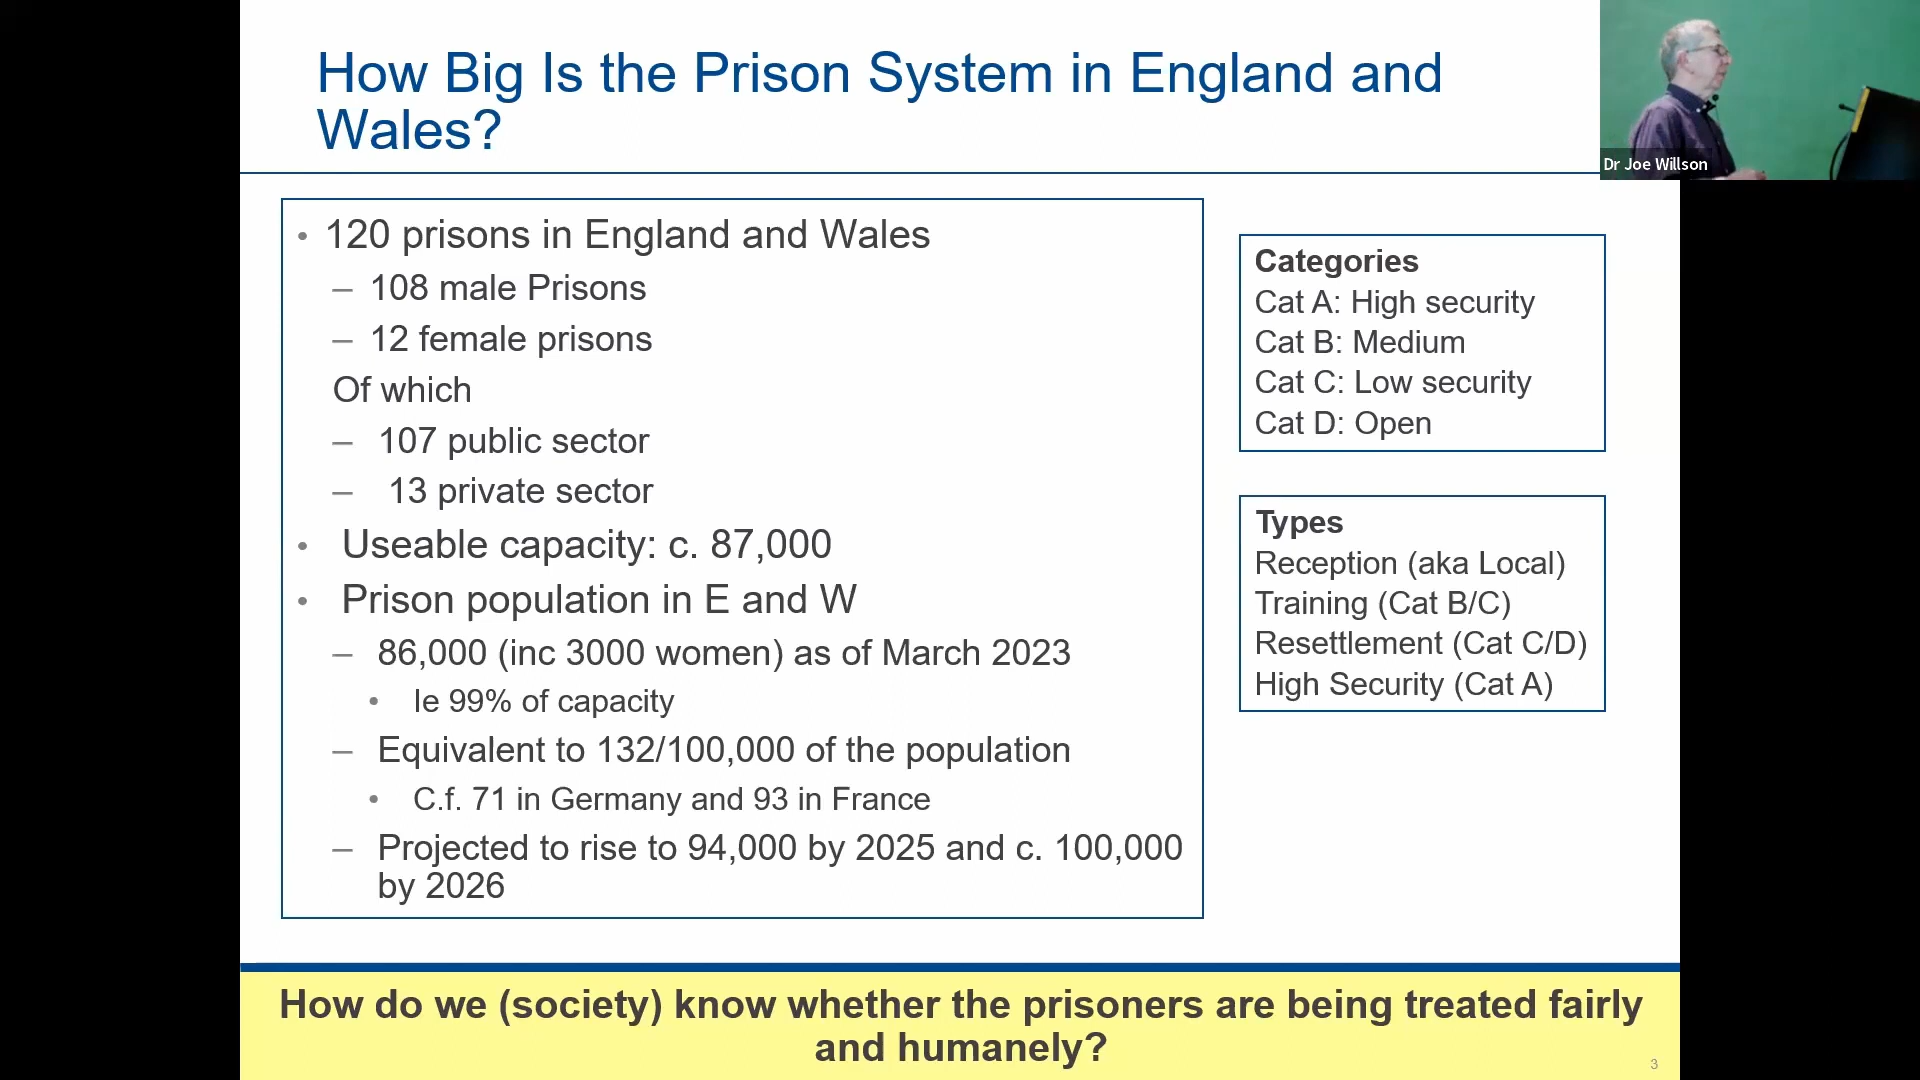 How Big Is the Prison System in England and
Wales?
Dr Joe Willson
• 120 prisons in England and Wales
– 108 male Prisons
– 12 female prisons
Of which
– 107 public sector
– 13 private sector
• Useable capacity: c. 87,000
• Prison population in E and W
– 86,000 (inc 3000 women) as of March 2023
• Ie 99% of capacity
– Equivalent to 132/100,000 of the population
• C.f. 71 in Germany and 93 in France
– Projected to rise to 94,000 by 2025 and c. 100,000
by 2026
Categories
Cat A: High security
Cat B: Medium
Cat C: Low security
Cat D: Open
Types
Reception (aka Local)
Training (Cat B/C)
Resettlement (Cat C/D)
High Security (Cat A)
How do we (society) know whether the prisoners are being treated fairly
and humanely?
3